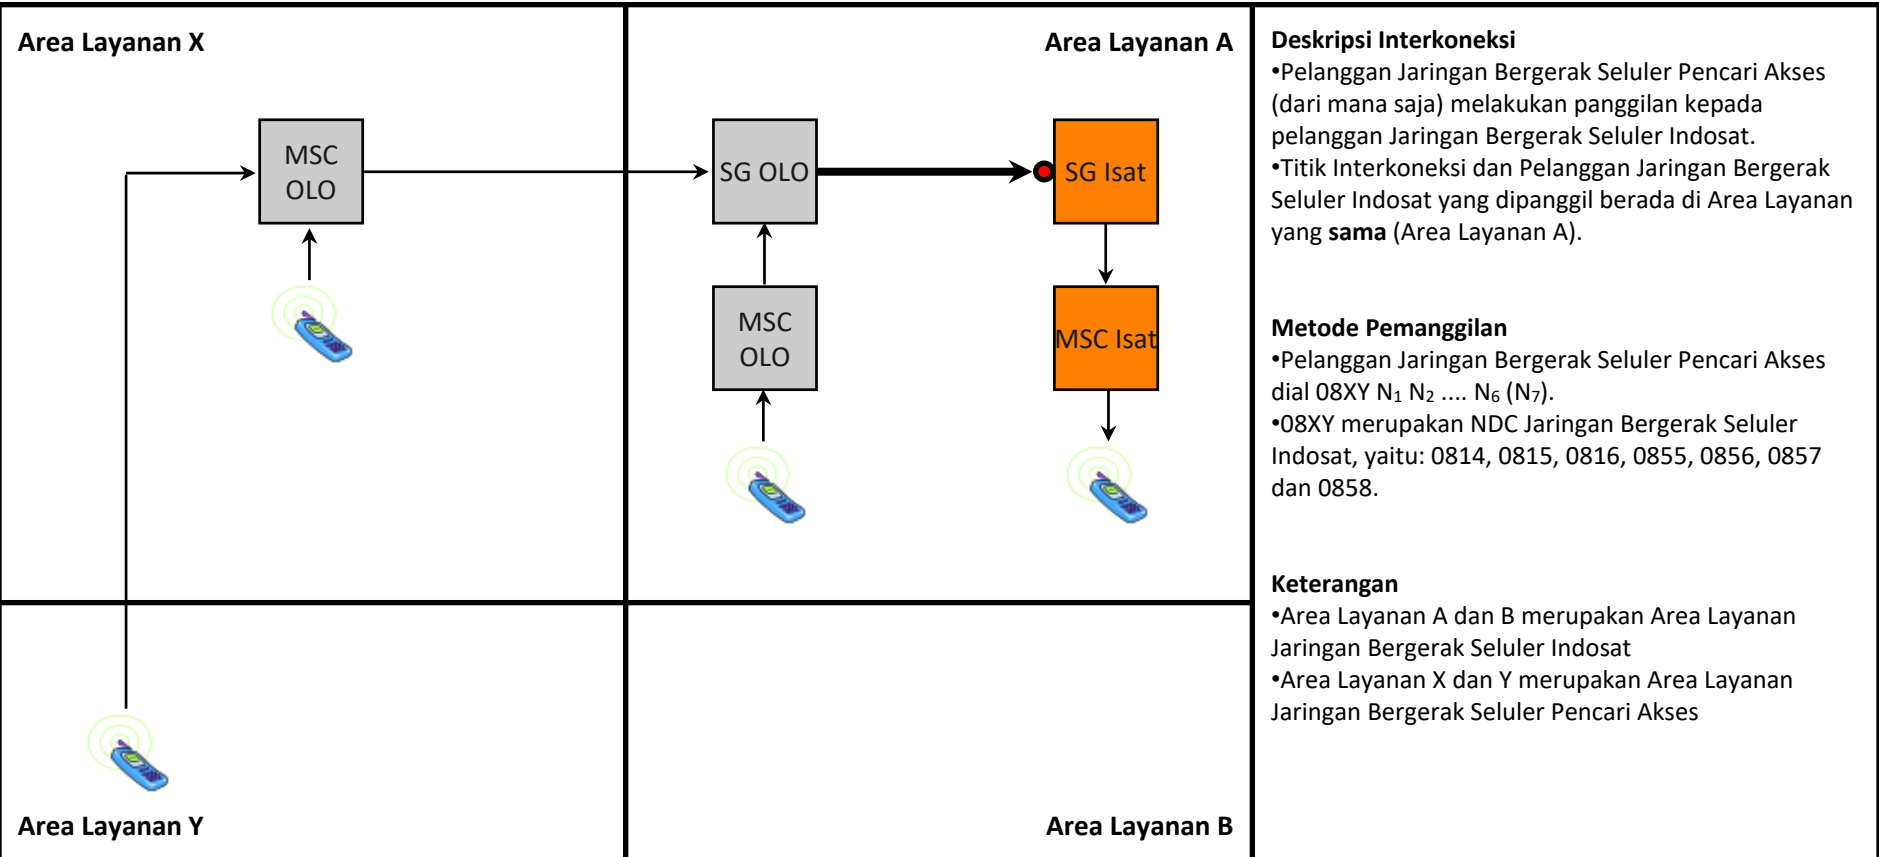 Area Layanan X
Area Layanan A
MSC
OLO
SG OLO
SG Isat
MSC
OLO
MSC Isat
Area Layanan Y
Area Layanan B
Deskripsi Interkoneksi
•Pelanggan Jaringan Bergerak Seluler Pencari Akses
(dari mana saja) melakukan panggilan kepada
pelanggan Jaringan Bergerak Seluler Indosat.
•Titik Interkoneksi dan Pelanggan Jaringan Bergerak
Seluler Indosat yang dipanggil berada di Area Layanan
yang sama (Area Layanan A).
Metode Pemanggilan
•Pelanggan Jaringan Bergerak Seluler Pencari Akses
dial 08XY N₁ N₂ .... N₆ (N₇).
•08XY merupakan NDC Jaringan Bergerak Seluler
Indosat, yaitu: 0814, 0815, 0816, 0855, 0856, 0857
dan 0858.
Keterangan
•Area Layanan A dan B merupakan Area Layanan
Jaringan Bergerak Seluler Indosat
•Area Layanan X dan Y merupakan Area Layanan
Jaringan Bergerak Seluler Pencari Akses